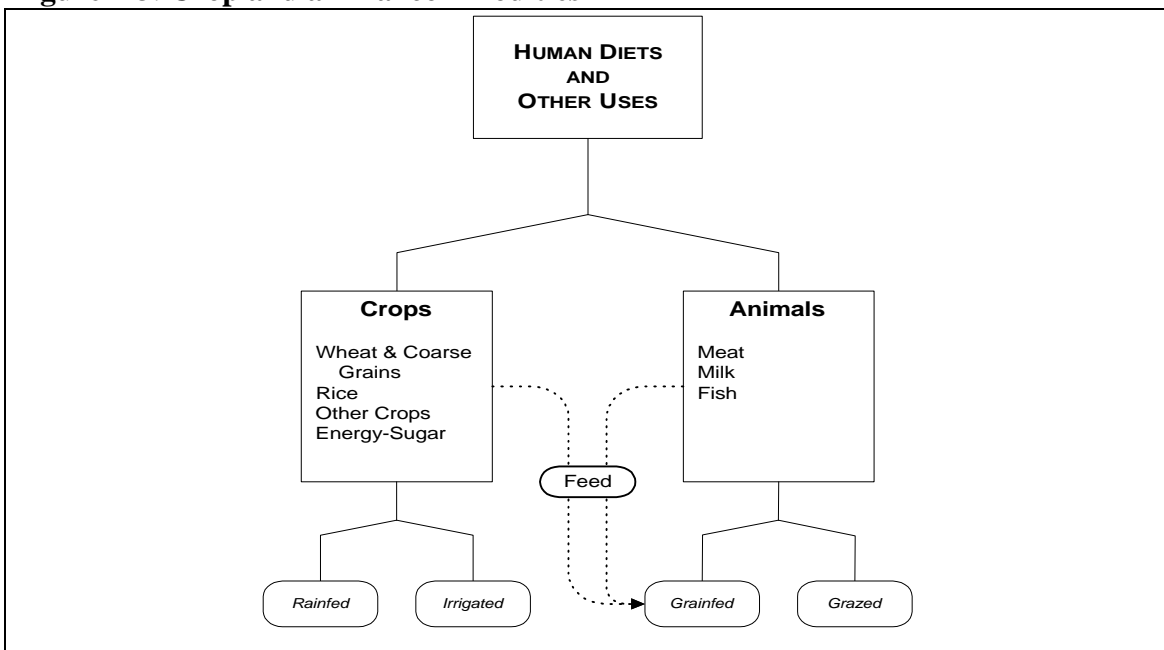 HUMAN DIETS
AND
OTHER USES
Crops
Wheat & Coarse
Grains
Rice
Other Crops
Energy-Sugar
Animals
Meat
Milk
Fish
Feed
Rainfed
Irrigated
Grainfed
Grazed